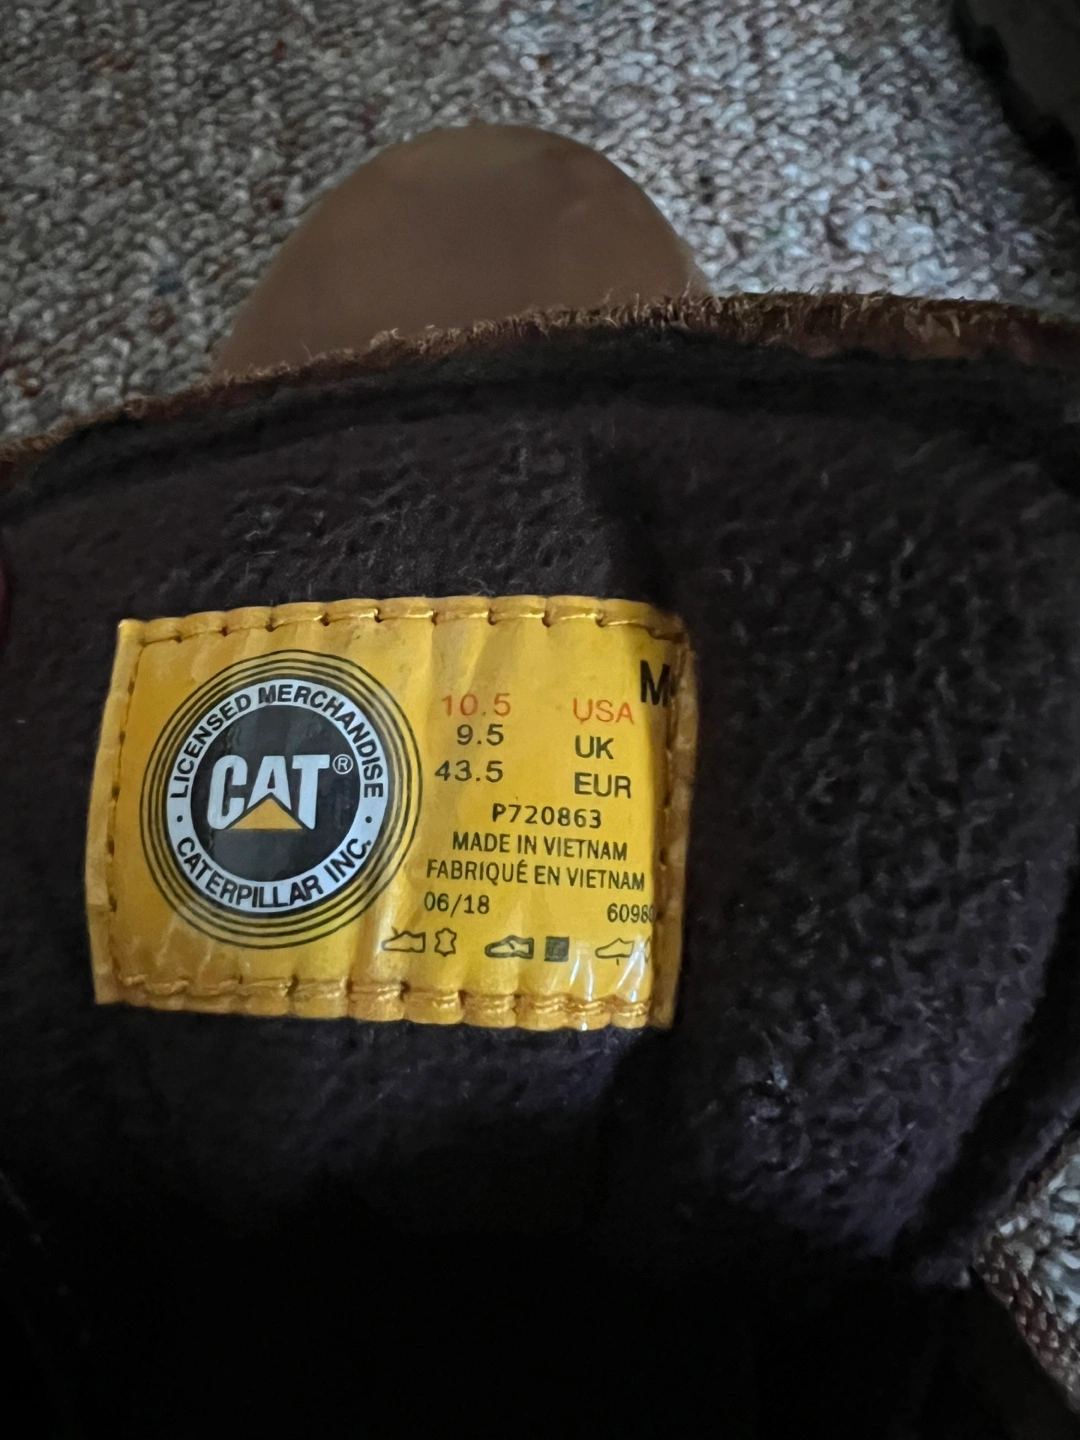 LICENSED MERCHANDISE
CAT®
CATERPILLAR INC.
M
10.5 USA
9.5 UK
43.5 EUR
P720863
MADE IN VIETNAM
FABRIQUÉ EN VIETNAM
06/18